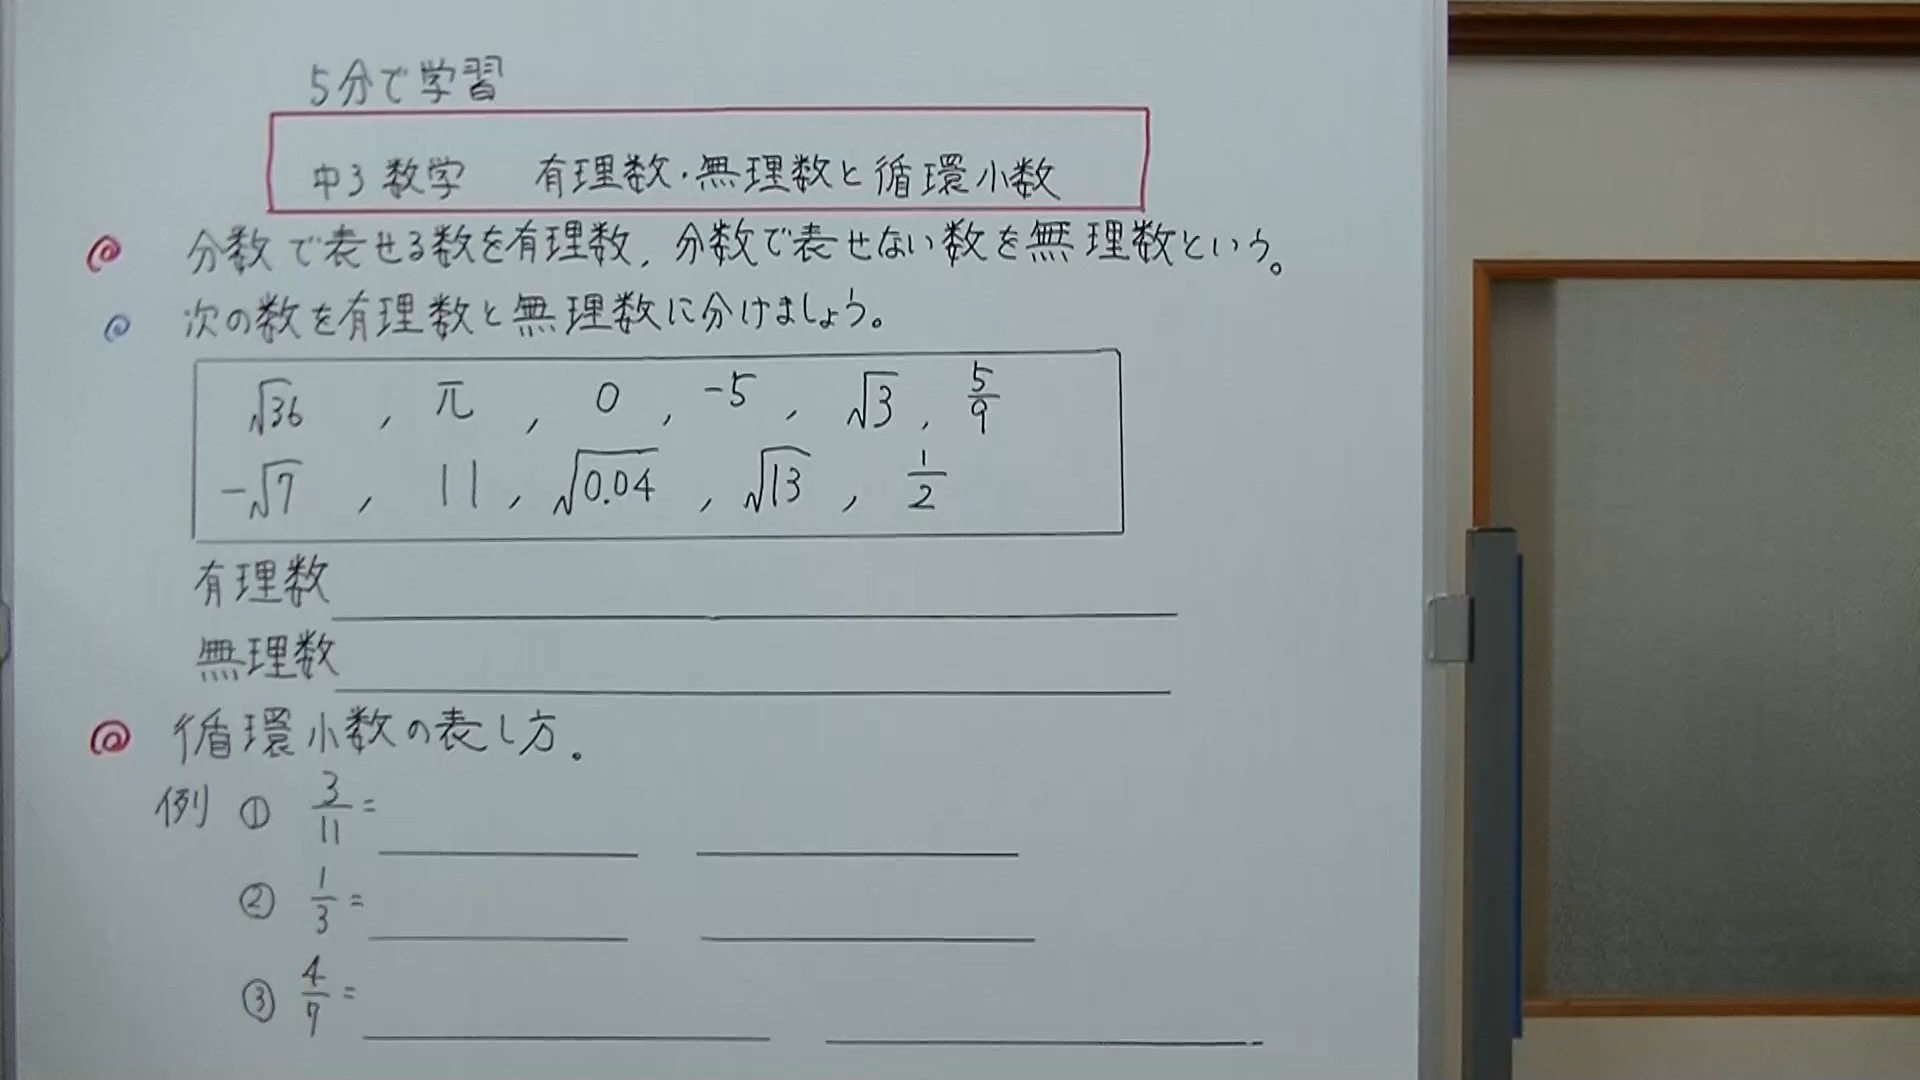 5分で学習
中3 数学 有理数・無理数と循環小数
分数で表せる数を有理数, 分数で表せない数を無理数という。
次の数を有理数と無理数に分けましょう。
√36 , π , 0 , -5 , √3 , 5/9
-√7 , 11 , √0.04 , √13 , 1/2
有理数
無理数
循環小数の表し方。
例 ① 3/11 =
② 1/3 =
③ 4/7 =